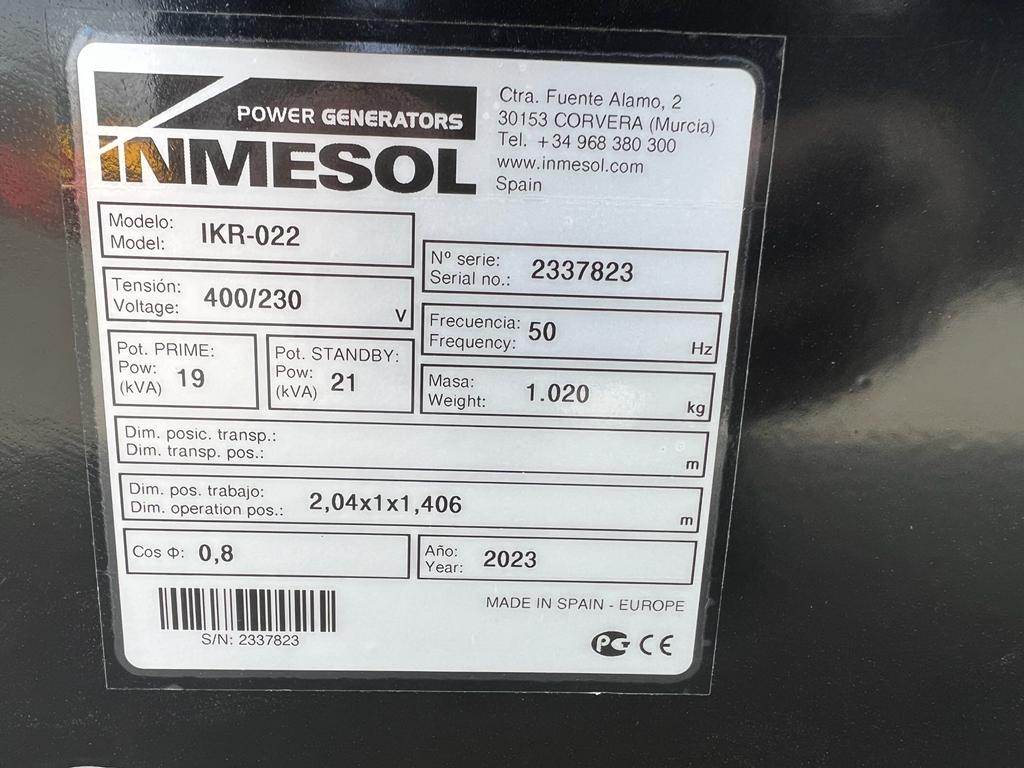 POWER GENERATORS
INMESOL
Ctra. Fuente Alamo, 2
30153 CORVERA (Murcia)
Tel. +34 968 380 300
www.inmesol.com
Spain
Modelo:
Model: IKR-022
Nº serie:
Serial no.: 2337823
Tensión:
Voltage: 400/230 V
Frecuencia:
Frequency: 50 Hz
Pot. PRIME:
Pow:
(kVA) 19
Pot. STANDBY:
Pow:
(kVA) 21
Masa:
Weight: 1.020 kg
Dim. posic. transp.:
Dim. transp. pos.: m
Dim. pos. trabajo:
Dim. operation pos.: 2,04x1x1,406 m
Cos Φ: 0,8
Año:
Year: 2023
S/N: 2337823
MADE IN SPAIN - EUROPE
PG CE